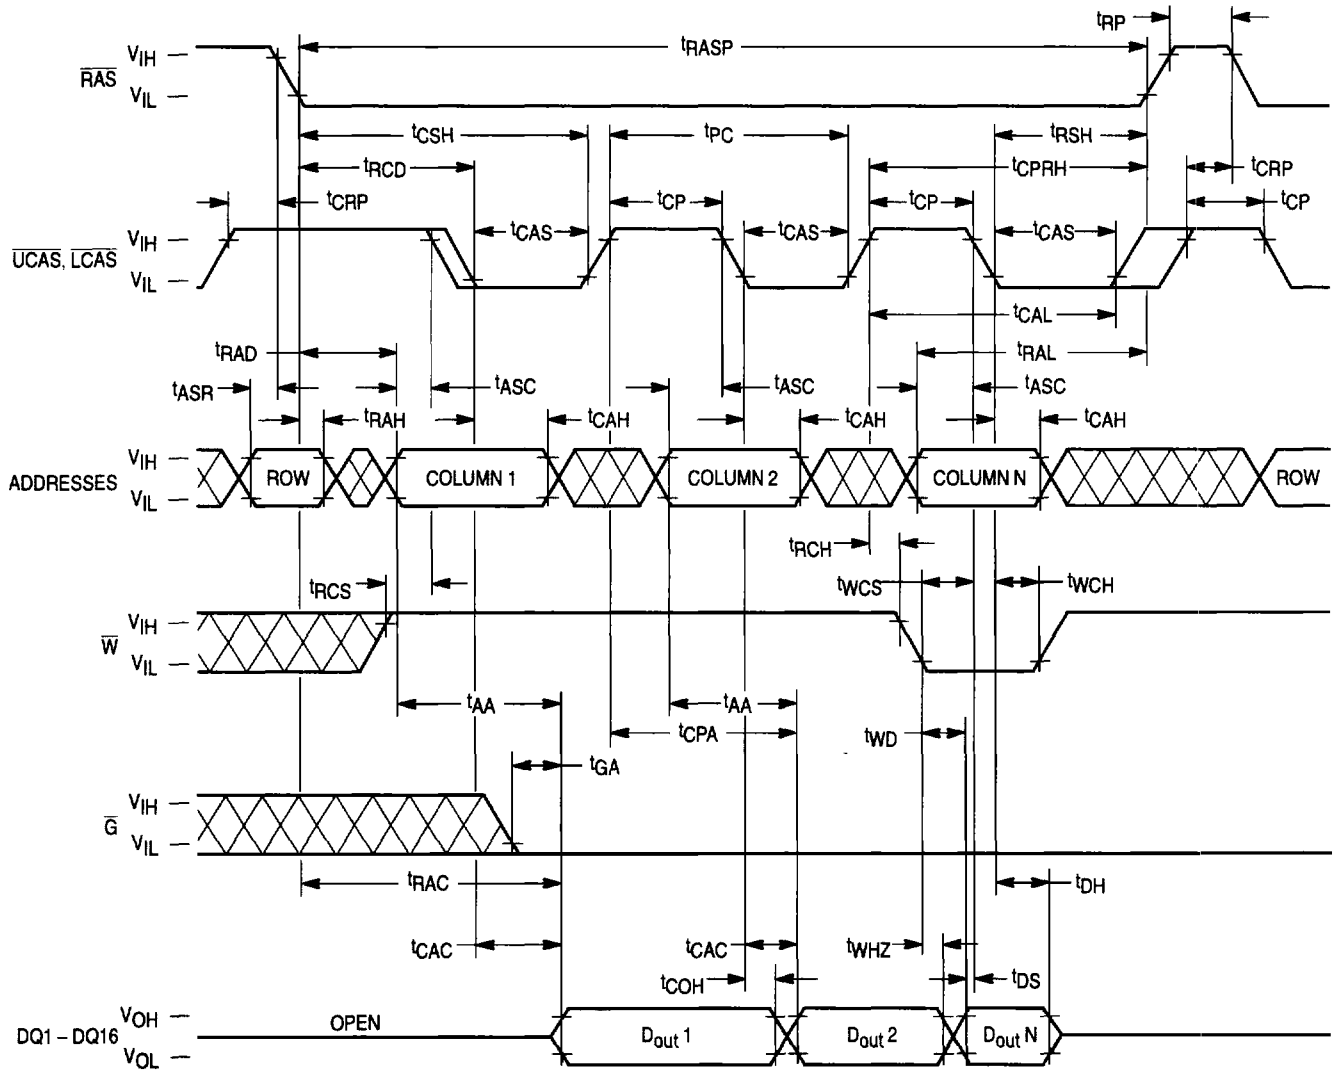 tRP
VIH
tRASP
RAS
VIL
tCSH
tPC
tRSH
tRCD
tCPRH
tCRP
tCRP
tCP
tCP
tCP
VIH
tCAS
tCAS
tCAS
UCAS, LCAS
VIL
tCAL
tRAD
tRAL
tASR
tASC
tASC
tASC
tRAH
tCAH
tCAH
tCAH
VIH
ADDRESSES
ROW
COLUMN 1
COLUMN 2
COLUMN N
ROW
VIL
tRCH
tRCS
tWCS
tWCH
VIH
W
VIL
tAA
tAA
tCPA
tWD
tGA
VIH
G
VIL
tRAC
tDH
tCAC
tCAC
tWHZ
tCOH
tDS
VOH
DQ1 – DQ16
OPEN
Dout 1
Dout 2
Dout N
VOL